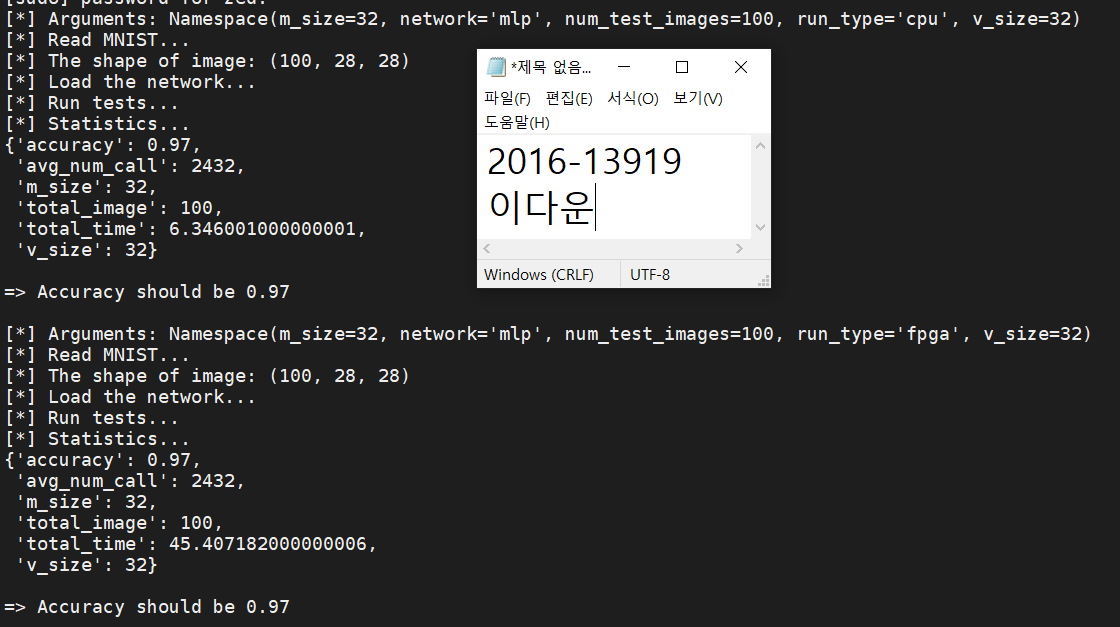 [sudo] password for zed:
[*] Arguments: Namespace(m_size=32, network='mlp', num_test_images=100, run_type='cpu', v_size=32)
[*] Read MNIST...
[*] The shape of image: (100, 28, 28)
[*] Load the network...
[*] Run tests...
[*] Statistics...
{'accuracy': 0.97,
 'avg_num_call': 2432,
 'm_size': 32,
 'total_image': 100,
 'total_time': 6.346001000000001,
 'v_size': 32}
=> Accuracy should be 0.97
[*] Arguments: Namespace(m_size=32, network='mlp', num_test_images=100, run_type='fpga', v_size=32)
[*] Read MNIST...
[*] The shape of image: (100, 28, 28)
[*] Load the network...
[*] Run tests...
[*] Statistics...
{'accuracy': 0.97,
 'avg_num_call': 2432,
 'm_size': 32,
 'total_image': 100,
 'total_time': 45.407182000000006,
 'v_size': 32}
=> Accuracy should be 0.97
*제목 없음...
파일(F) 편집(E) 서식(O) 보기(V)
도움말(H)
2016-13919
이다운
Windows (CRLF) UTF-8